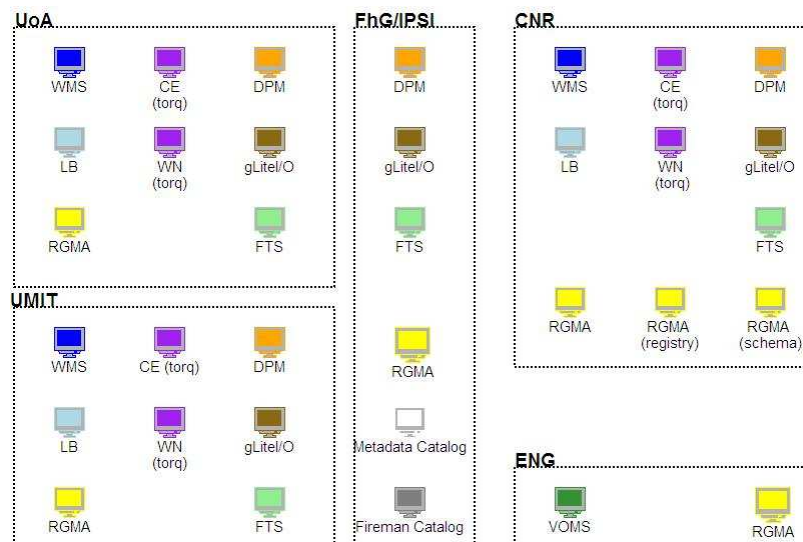 UoA
WMS
CE
(torq)
DPM
LB
WN
(torq)
gLiteI/O
RGMA
FTS
UMIT
WMS
CE (torq)
DPM
LB
WN
(torq)
gLiteI/O
RGMA
FTS
FhG/IPSI
DPM
gLiteI/O
FTS
RGMA
Metadata Catalog
Fireman Catalog
CNR
WMS
CE
(torq)
DPM
LB
WN
(torq)
gLiteI/O
FTS
RGMA
RGMA
(registry)
RGMA
(schema)
ENG
VOMS
RGMA